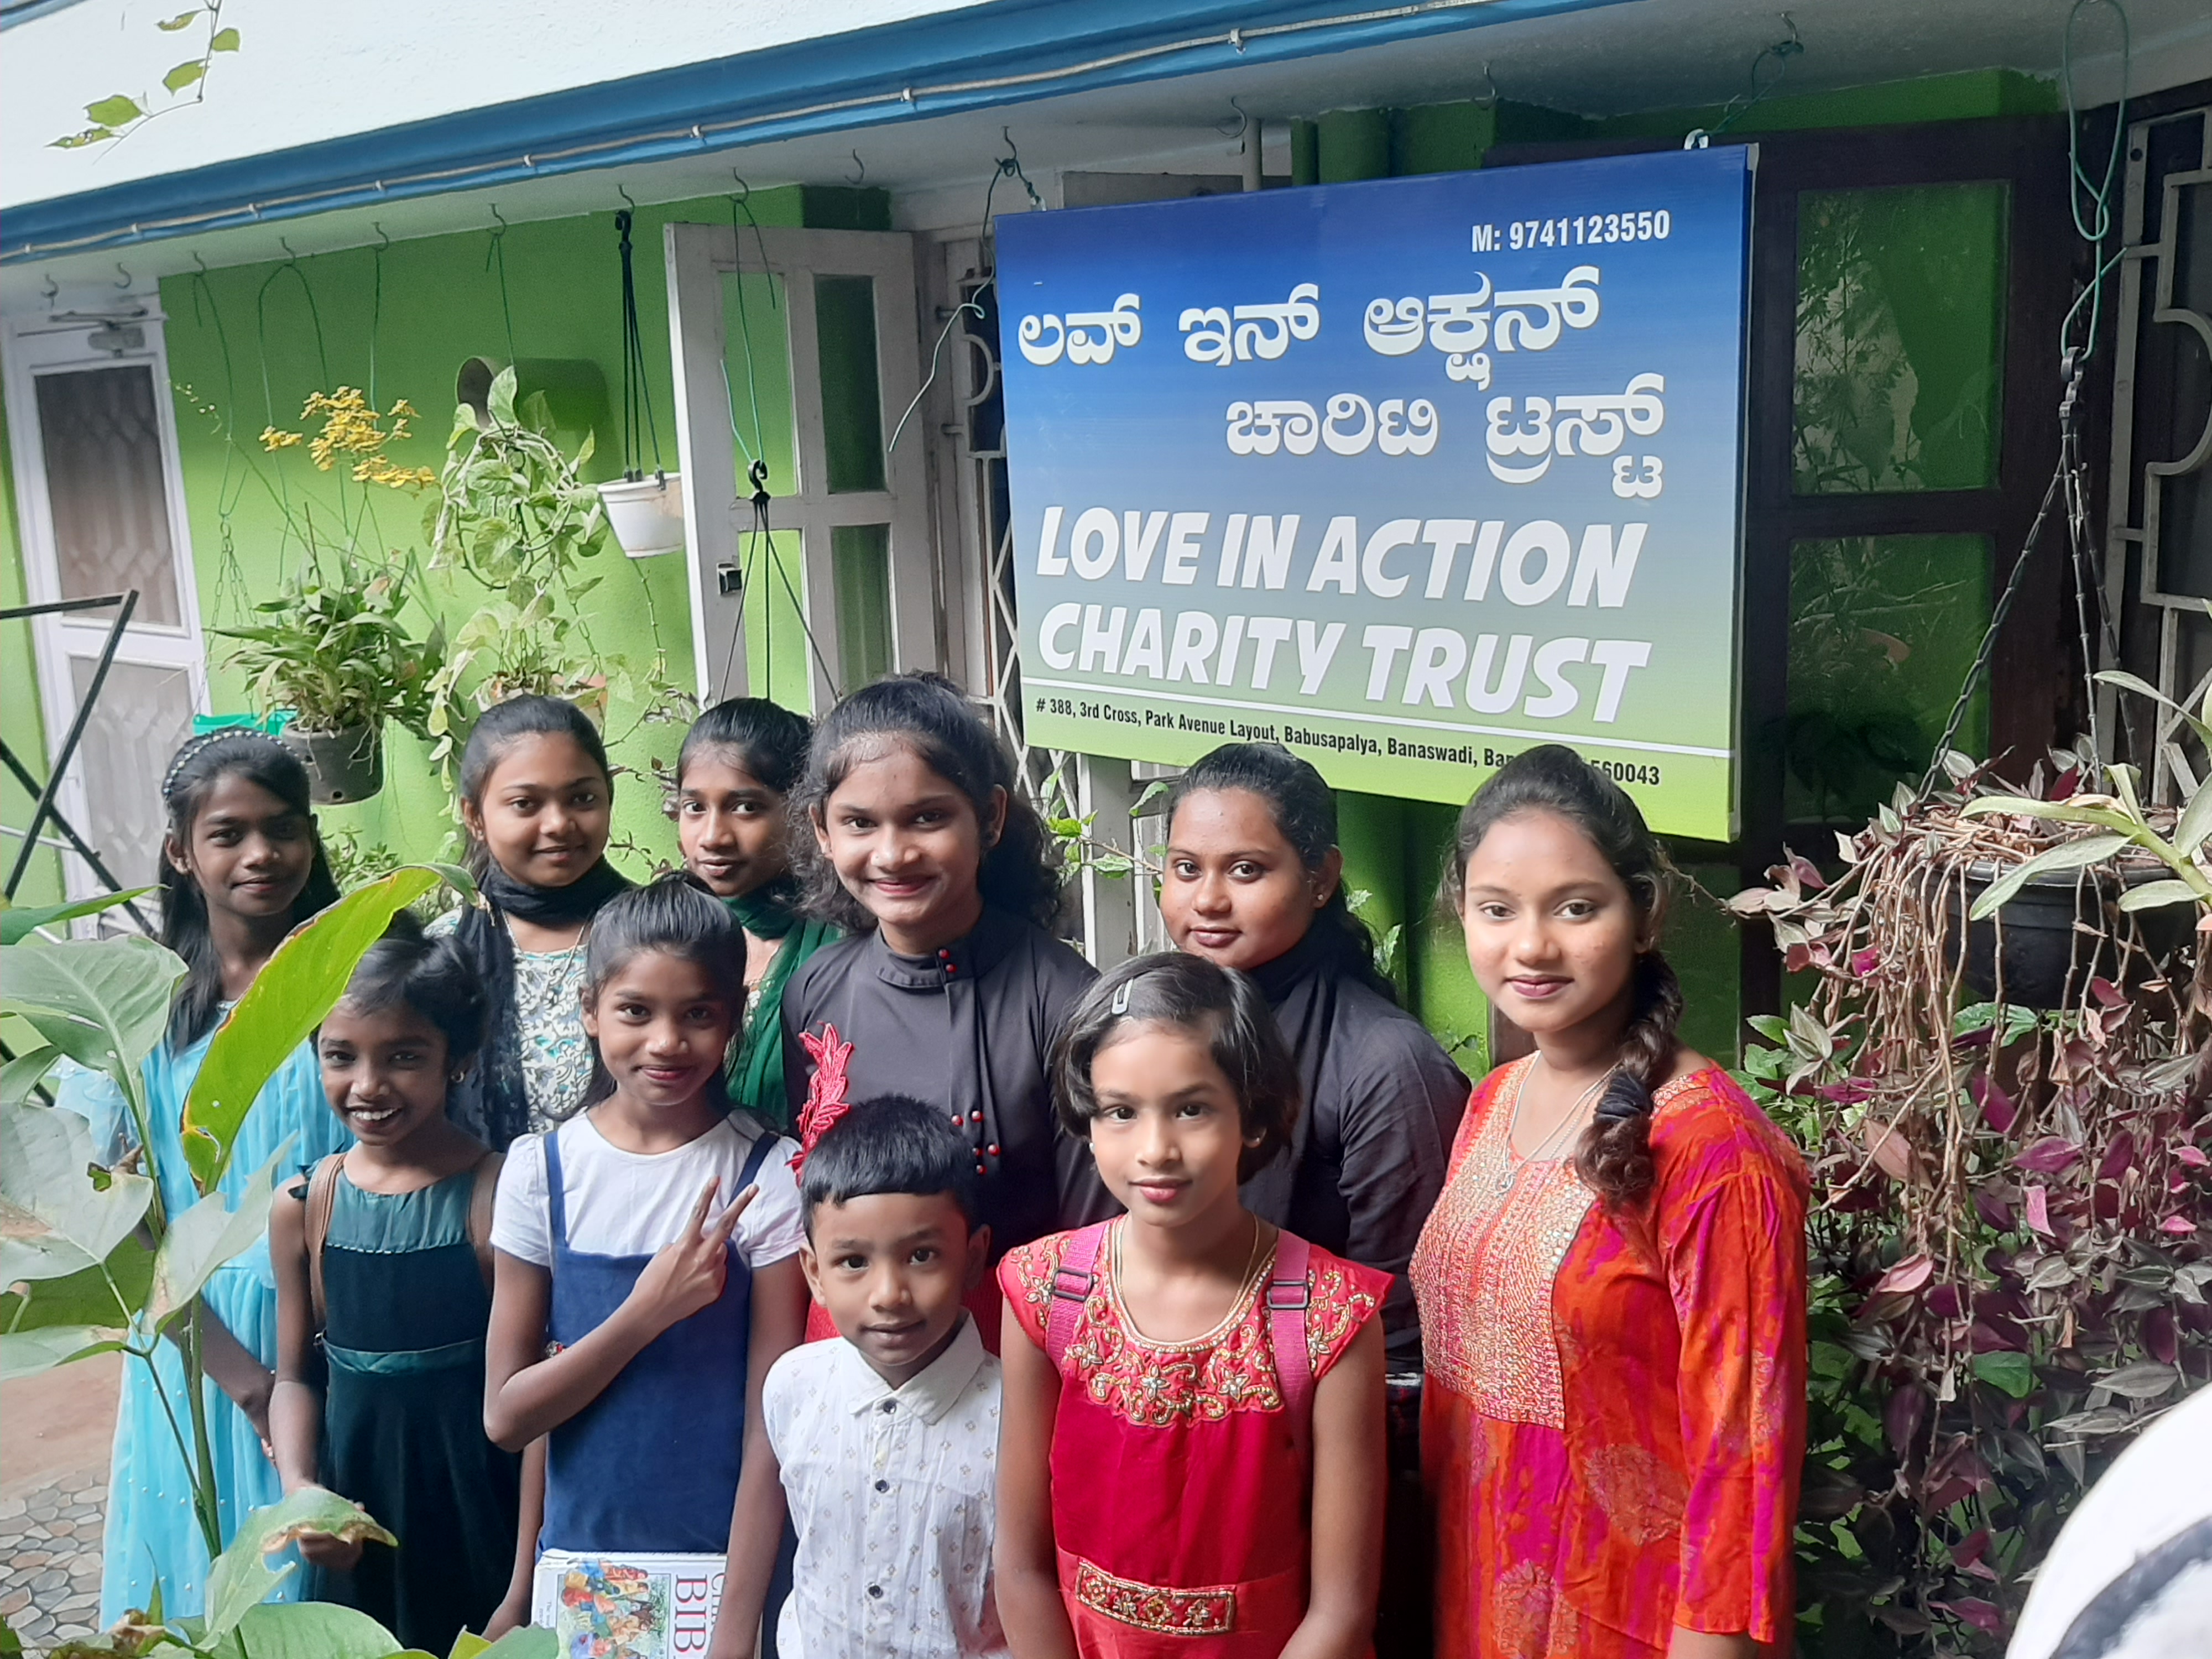 M: 9741123550
ಲವ್ ಇನ್ ಆಕ್ಷನ್
ಚಾರಿಟಿ ಟ್ರಸ್ಟ್
LOVE IN ACTION
CHARITY TRUST
# 388, 3rd Cross, Park Avenue Layout, Babusapalya, Banaswadi, 560043
BIB